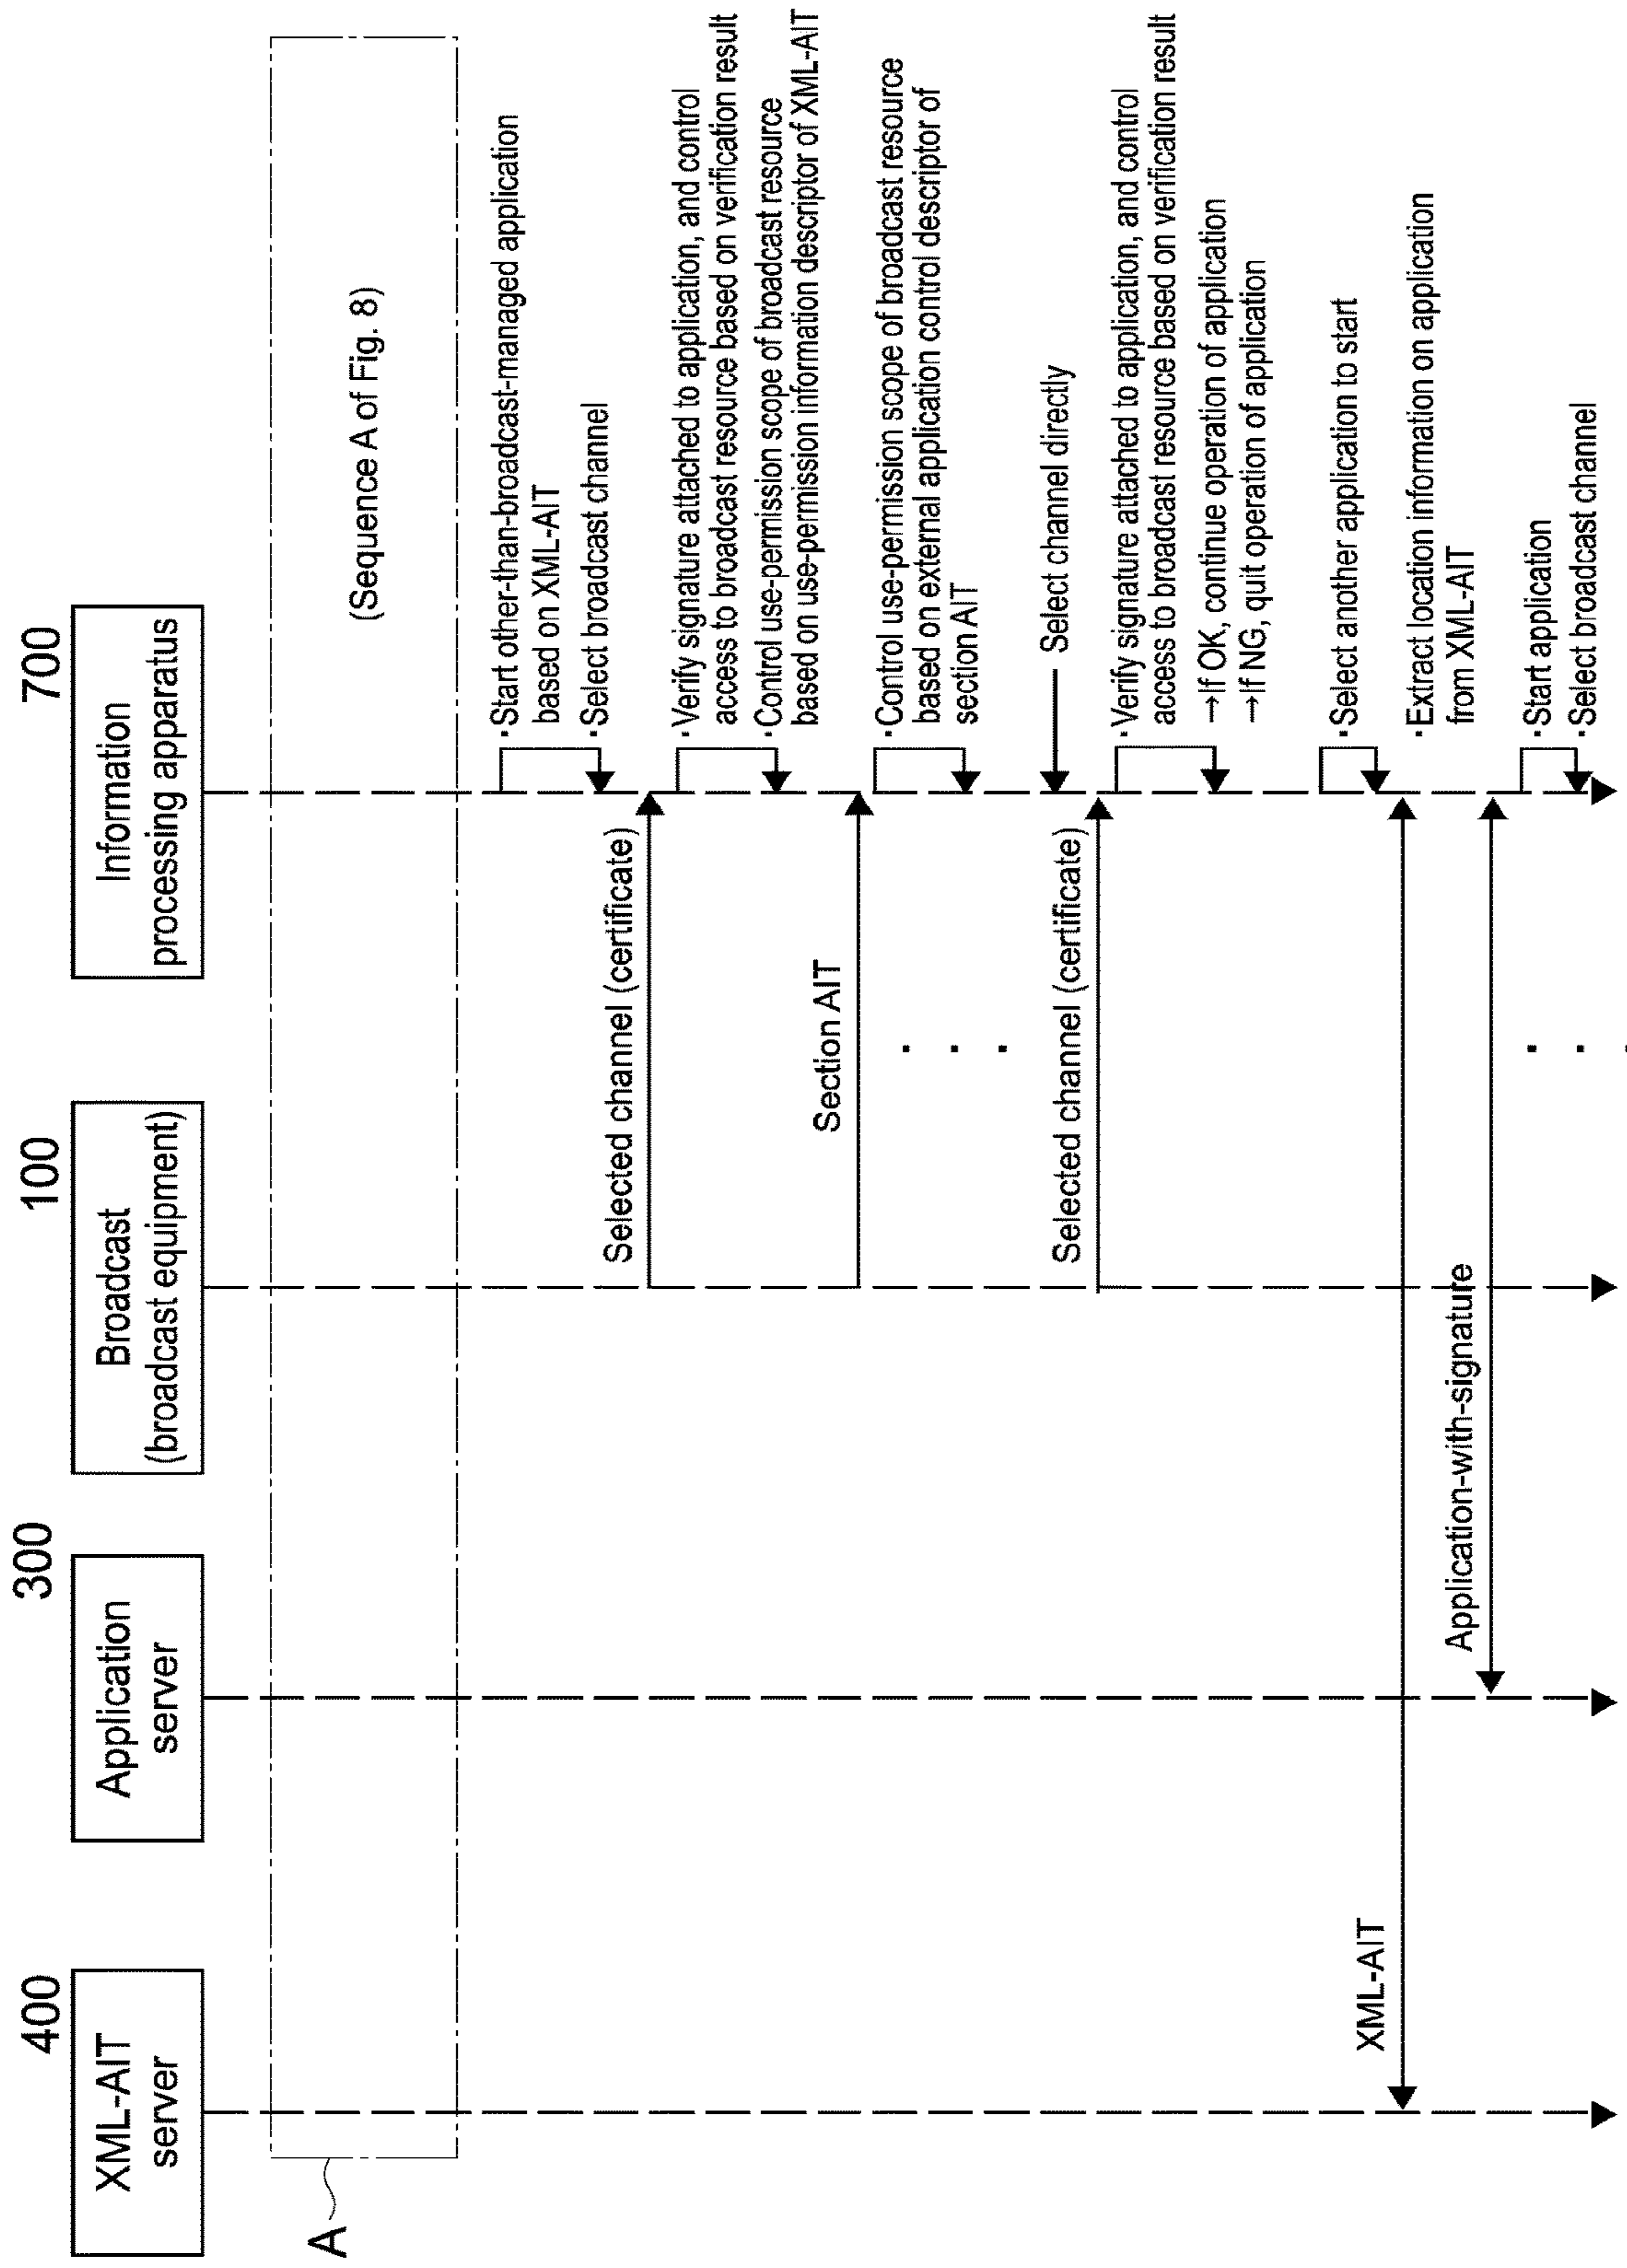 400
XML-AIT
server
300
Application
server
100
Broadcast
(broadcast equipment)
700
Information
processing apparatus
A
(Sequence A of Fig. 8)
・Start other-than-broadcast-managed application
based on XML-AIT
・Select broadcast channel
Selected channel (certificate)
・Verify signature attached to application, and control
access to broadcast resource based on verification result
・Control use-permission scope of broadcast resource
based on use-permission information descriptor of XML-AIT
Section AIT
・Control use-permission scope of broadcast resource
based on external application control descriptor of
section AIT
Select channel directly
Selected channel (certificate)
・Verify signature attached to application, and control
access to broadcast resource based on verification result
→If OK, continue operation of application
→If NG, quit operation of application
・Select another application to start
XML-AIT
・Extract location information on application
from XML-AIT
Application-with-signature
・Start application
・Select broadcast channel